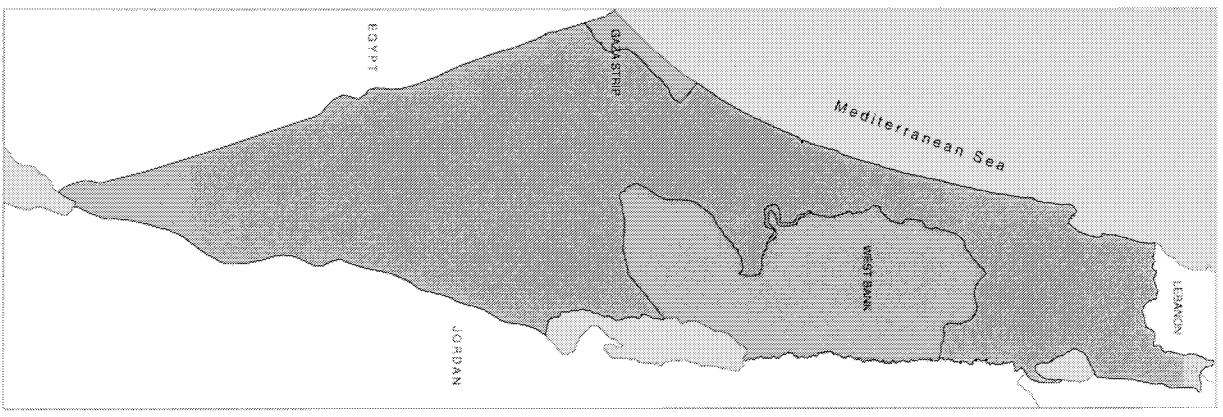 LEBANON
Mediterranean Sea
WEST BANK
GAZA STRIP
JORDAN
EGYPT